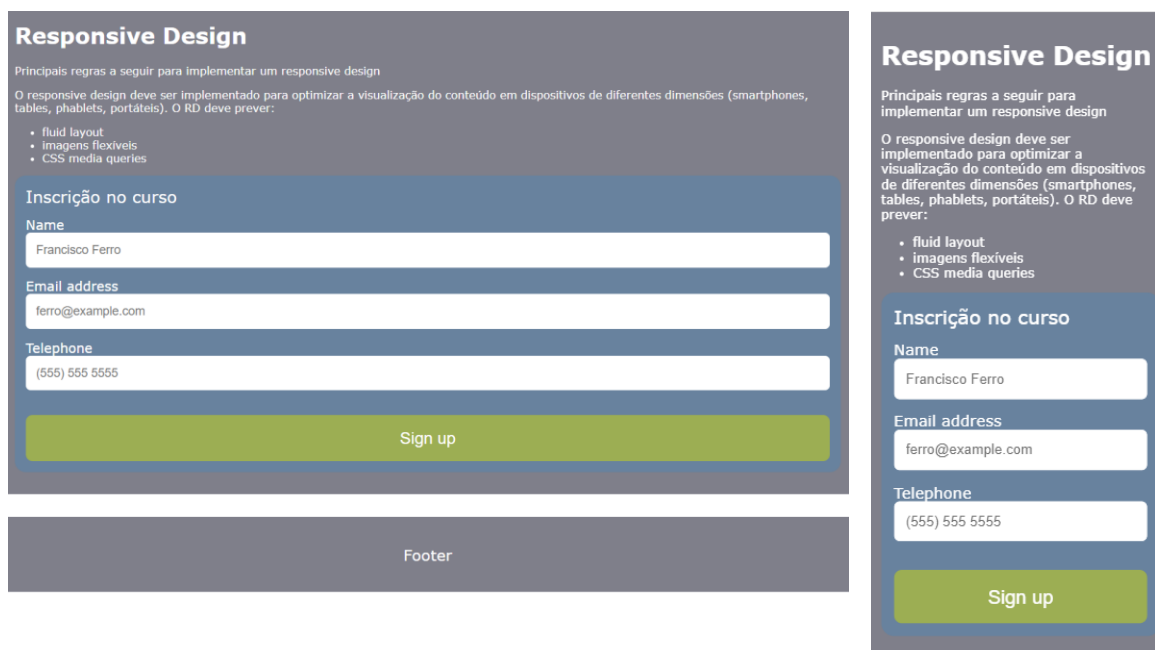 Responsive Design
Principais regras a seguir para implementar um responsive design
O responsive design deve ser implementado para optimizar a visualização do conteúdo em dispositivos de diferentes dimensões (smartphones,
tables, phablets, portáteis). O RD deve prever:
• fluid layout
• imagens flexíveis
• CSS media queries
Inscrição no curso
Name
Francisco Ferro
Email address
ferro@example.com
Telephone
(555) 555 5555
Sign up
Footer
Responsive Design
Principais regras a seguir para
implementar um responsive design
O responsive design deve ser
implementado para optimizar a
visualização do conteúdo em dispositivos
de diferentes dimensões (smartphones,
tables, phablets, portáteis). O RD deve
prever:
• fluid layout
• imagens flexíveis
• CSS media queries
Inscrição no curso
Name
Francisco Ferro
Email address
ferro@example.com
Telephone
(555) 555 5555
Sign up